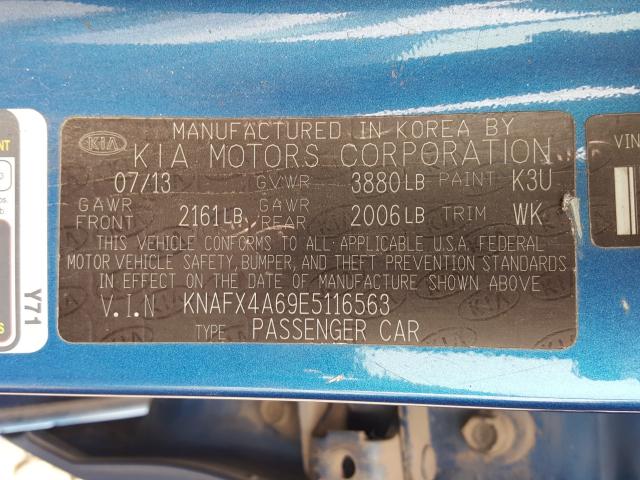 MANUFACTURED IN KOREA BY
KIA KIA MOTORS CORPORATION
07/13 GVWR 3880LB PAINT K3U
GAWR FRONT 2161LB GAWR REAR 2006LB TRIM WK
THIS VEHICLE CONFORMS TO ALL APPLICABLE U.S.A. FEDERAL
MOTOR VEHICLE SAFETY, BUMPER, AND THEFT PREVENTION STANDARDS
IN EFFECT ON THE DATE OF MANUFACTURE SHOWN ABOVE
V.I.N KNAFX4A69E5116563
TYPE PASSENGER CAR
Y71
VIN